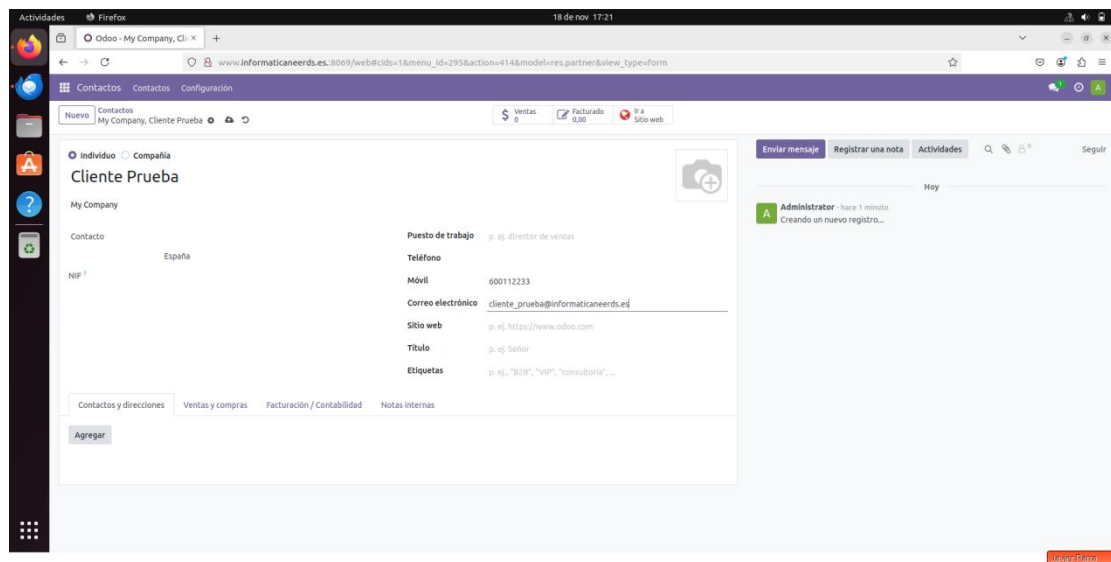 Actividades Firefox 18 de nov 17:21
Odoo - My Company, Cli
www.informaticaneerds.es.:8069/web#cids=1&menu_id=295&action=414&model=res.partner&view_type=form
Contactos Contactos Configuración
Nuevo Contactos
My Company, Cliente Prueba
Ventas 0
Facturado 0,00
Ir a Sitio web
Individuo Compañía
Cliente Prueba
My Company
Contacto
España
NIF ?
Puesto de trabajo p. ej. director de ventas
Teléfono
Móvil 600112233
Correo electrónico cliente_prueba@informaticaneerds.es
Sitio web p. ej. https://www.odoo.com
Título p. ej. Señor
Etiquetas p. ej., "B2B", "VIP", "consultoría", ...
Contactos y direcciones Ventas y compras Facturación / Contabilidad Notas internas
Agregar
Enviar mensaje Registrar una nota Actividades Seguir
Hoy
A Administrator - hace 1 minuto
Creando un nuevo registro...
Javier Parra